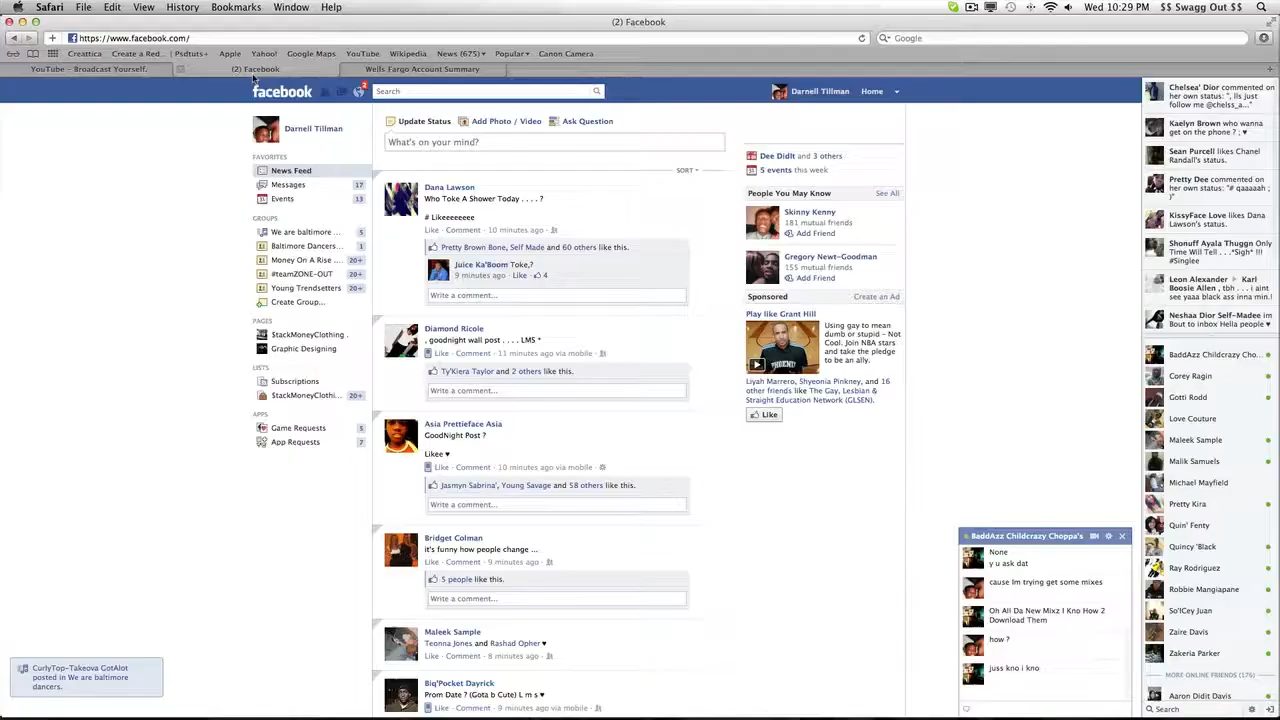 Safari File Edit View History Bookmarks Window Help
Wed 10:29 PM $$ Swagg Out $$
(2) Facebook
https://www.facebook.com/
Google
Creattica Create a Red... Psdtuts+ Apple Yahoo! Google Maps YouTube Wikipedia News (675) Popular Canon Camera
YouTube - Broadcast Yourself.
(2) Facebook
Wells Fargo Account Summary
facebook
2
Search
Darnell Tillman
Home
Darnell Tillman
FAVORITES
News Feed
Messages 17
Events 13
GROUPS
We are baltimore ... 5
Baltimore Dancers... 1
Money On A Rise ... 20+
#teamZONE-OUT 20+
Young Trendsetters 20+
Create Group...
PAGES
$tackMoneyClothing .
Graphic Designing
LISTS
Subscriptions
$tackMoneyClothi... 20+
APPS
Game Requests 5
App Requests 7
Update Status Add Photo / Video Ask Question
What's on your mind?
SORT
Dana Lawson
Who Toke A Shower Today . . . . ?
# Likeeeeeeee
Like · Comment · 10 minutes ago ·
Pretty Brown Bone, Self Made and 60 others like this.
Juice Ka'Boom Toke,?
9 minutes ago · Like · 4
Write a comment...
Diamond Ricole
, goodnight wall post . . . . LMS *
Like · Comment · 11 minutes ago via mobile ·
Ty'Kiera Taylor and 2 others like this.
Write a comment...
Asia Prettieface Asia
GoodNight Post ?
Likee ♥
Like · Comment · 10 minutes ago via mobile ·
Jasmyn Sabrina', Young Savage and 58 others like this.
Write a comment...
Bridget Colman
it's funny how people change ...
Like · Comment · 9 minutes ago ·
5 people like this.
Write a comment...
Maleek Sample
Teonna Jones and Rashad Opher ♥
Like · Comment · 8 minutes ago ·
Biq'Pocket Dayrick
Prom Date ? (Gota b Cute) L m s ♥
Like · Comment · 9 minutes ago via mobile ·
Dee DidIt and 3 others
5 events this week
People You May Know See All
Skinny Kenny
181 mutual friends
Add Friend
Gregory Newt-Goodman
155 mutual friends
Add Friend
Sponsored Create an Ad
Play like Grant Hill
Using gay to mean
dumb or stupid - Not
Cool. Join NBA stars
and take the pledge
to be an ally.
Liyah Marrero, Shyeonia Pinkney, and 16
other friends like The Gay, Lesbian &
Straight Education Network (GLSEN).
Like
Chelsea' Dior commented
on her own status: ", lls just
follow me @chelss_a..."
Kaelyn Brown who wanna
get on the phone ? ; ♥
Sean Purcell likes Chanel
Randall's status.
Pretty Dee commented on
her own status: "# qaaaaah ;
) "
KissyFace Love likes Dana
Lawson's status.
Shonuff Ayala Thuggn Only
Time Will Tell . . .*Sigh* !!!
#Singlee
Leon Alexander ▸ Karl
Boosie Allen , tbh . . i aint
see yaaa black ass inna min.!
Neshaa Dior Self-Madee im
Bout to inbox Hella people ♥
BaddAzz Childcrazy Cho...
Corey Ragin
Gotti Rodd
Love Couture
Maleek Sample
Malik Samuels
Michael Mayfield
Pretty Kira
Quin' Fenty
Quincy 'Black
Ray Rodriguez
Robbie Mangiapane
So'ICey Juan
Zaire Davis
Zakeria Parker
MORE ONLINE FRIENDS (176)
Aaron Didit Davis
Search
BaddAzz Childcrazy Choppa's
None
y u ask dat
cause Im trying get some mixes
Oh All Da New Mixz I Kno How 2
Download Them
how ?
juss kno i kno
CurlyTop-Takeova GotAlot
posted in We are baltimore
dancers.